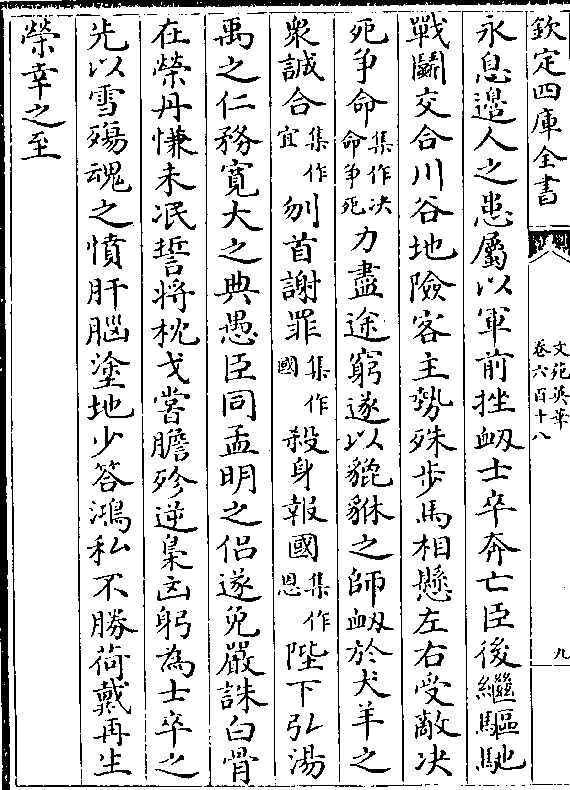 欽定四庫全書
文苑英華
卷六百十八
九
永息邊人之患屬以軍前挫衂士卒奔亡臣後繼驅馳
戰鬭交合川谷地險客主勢殊步馬相懸左右受敵决
死争命集作决命争死力盡途窮遂以貔貅之師衂於犬羊之
衆誠合集作宜刎首謝罪集作國殺身報國集作恩陛下弘湯
禹之仁務寛大之典愚臣同孟明之侣遂免嚴誅白骨
在榮丹慊未冺誓将枕戈嘗膽殄逆梟凶躬為士卒之
先以雪殤魂之憤肝腦塗地少答鴻私不勝荷戴再生
榮幸之至